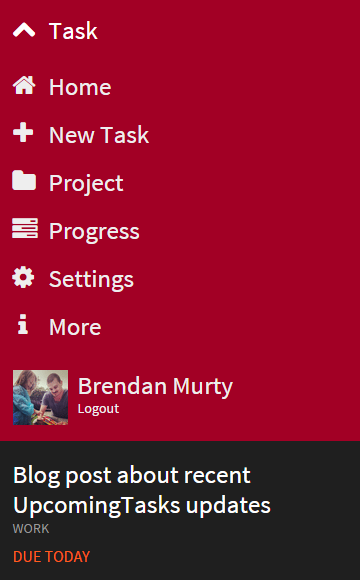 Task
Home
New Task
Project
Progress
Settings
More
Brendan Murty
Logout
Blog post about recent
UpcomingTasks updates
WORK
DUE TODAY